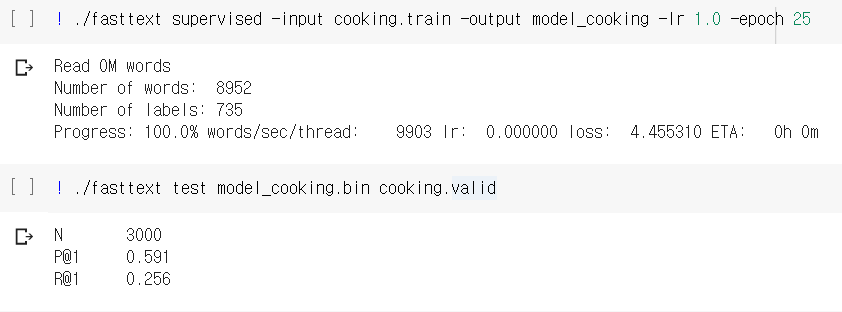 [ ] ! ./fasttext supervised -input cooking.train -output model_cooking -lr 1.0 -epoch 25
Read 0M words
Number of words: 8952
Number of labels: 735
Progress: 100.0% words/sec/thread: 9903 lr: 0.000000 loss: 4.455310 ETA: 0h 0m
[ ] ! ./fasttext test model_cooking.bin cooking.valid
N 3000
P@1 0.591
R@1 0.256